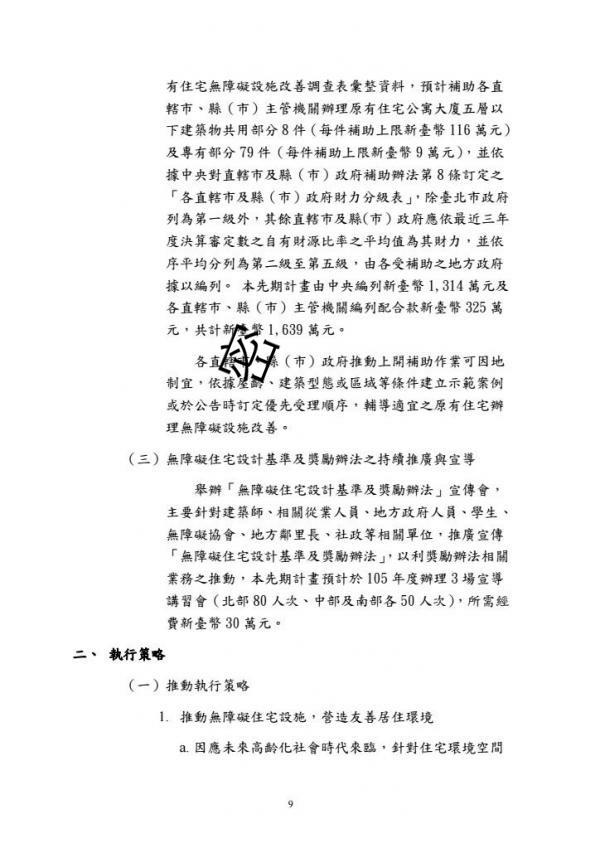 有住宅無障礙設施改善調查表彙整資料，預計補助各直
轄市、縣（市）主管機關辦理原有住宅公寓大廈五層以
下建築物共用部分 8 件（每件補助上限新臺幣 116 萬元）
及專有部分 79 件（每件補助上限新臺幣 9 萬元），並依
據中央對直轄市及縣（市）政府補助辦法第 8 條訂定之
「各直轄市及縣（市）政府財力分級表」，除臺北市政府
列為第一級外，其餘直轄市及縣(市）政府應依最近三年
度決算審定數之自有財源比率之平均值為其財力，並依
序平均分列為第二級至第五級，由各受補助之地方政府
據以編列。 本先期計畫由中央編列新臺幣 1,314 萬元及
各直轄市、縣（市）主管機關編列配合款新臺幣 325 萬
元，共計新臺幣 1,639 萬元。
密
各直轄市、縣（市）政府推動上開補助作業可因地
制宜，依據屋齡、建築型態或區域等條件建立示範案例
或於公告時訂定優先受理順序，輔導適宜之原有住宅辦
理無障礙設施改善。
（三）無障礙住宅設計基準及獎勵辦法之持續推廣與宣導
舉辦「無障礙住宅設計基準及獎勵辦法」宣傳會，
主要針對建築師、相關從業人員、地方政府人員、學生、
無障礙協會、地方鄰里長、社政等相關單位，推廣宣傳
「無障礙住宅設計基準及獎勵辦法」，以利獎勵辦法相關
業務之推動，本先期計畫預計於 105 年度辦理 3 場宣導
講習會（北部 80 人次、中部及南部各 50 人次），所需經
費新臺幣 30 萬元。
二、 執行策略
（一）推動執行策略
1. 推動無障礙住宅設施，營造友善居住環境
a. 因應未來高齡化社會時代來臨，針對住宅環境空間
9